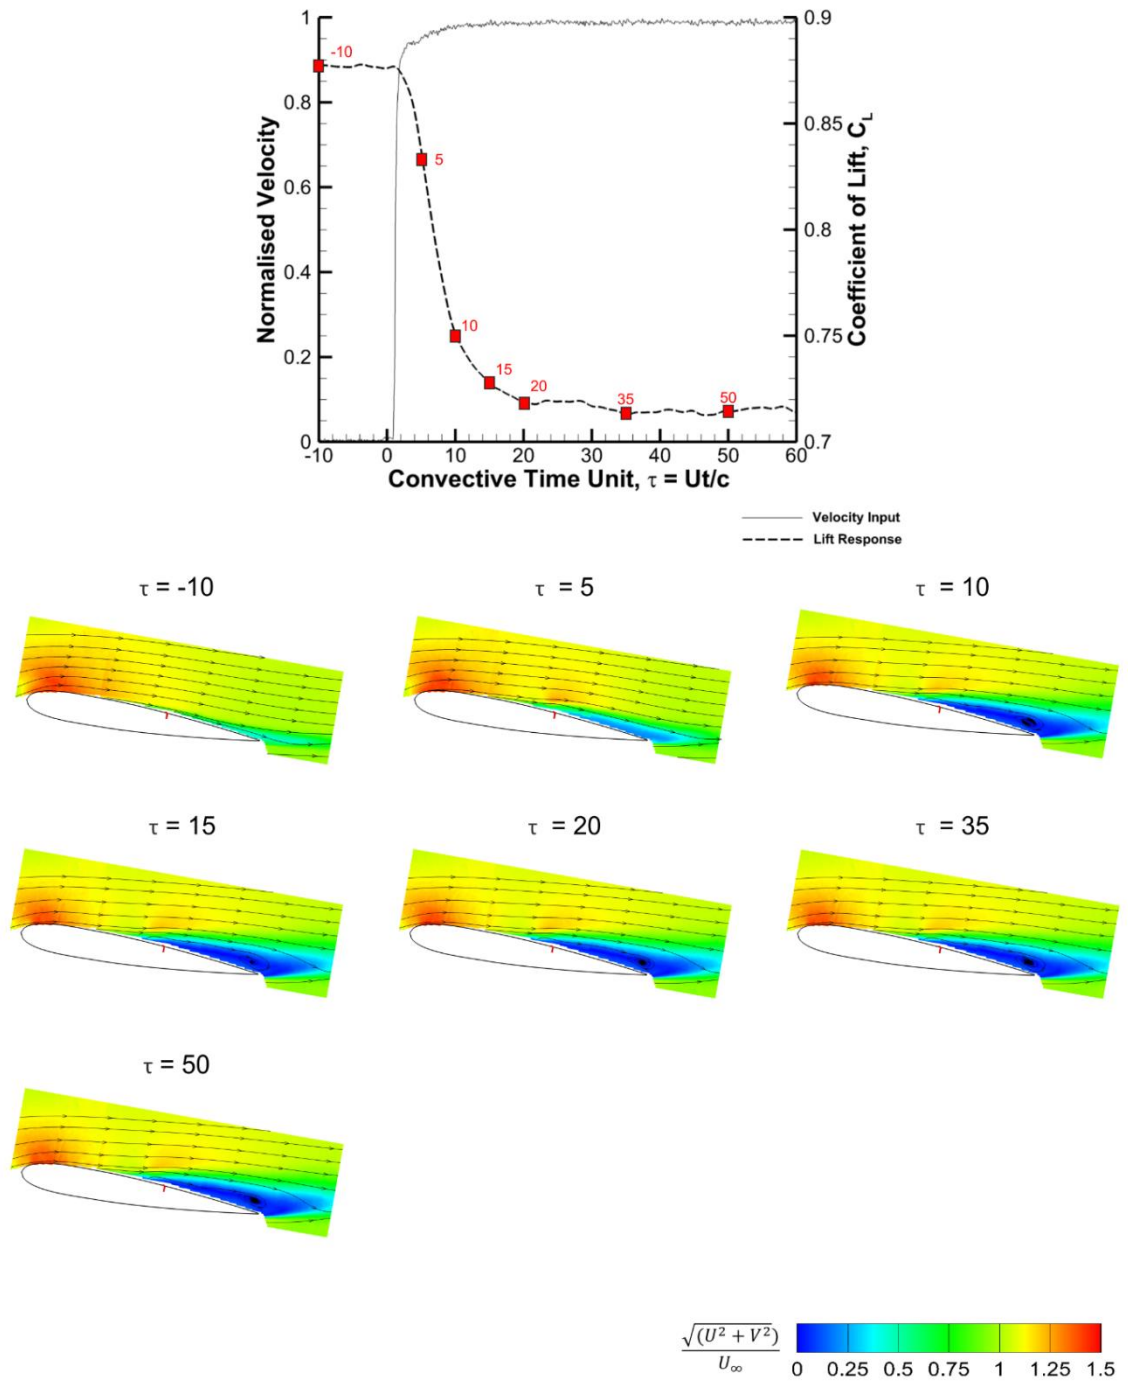 Normalised Velocity
Coefficient of Lift, C_L
1
0.8
0.6
0.4
0.2
0
0.9
0.85
0.8
0.75
0.7
-10
5
10
15
20
35
50
-10 0 10 20 30 40 50 60
Convective Time Unit, τ = Ut/c
Velocity Input
Lift Response
τ = -10
τ = 5
τ = 10
τ = 15
τ = 20
τ = 35
τ = 50
√(U² + V²)
U∞
0 0.25 0.5 0.75 1 1.25 1.5